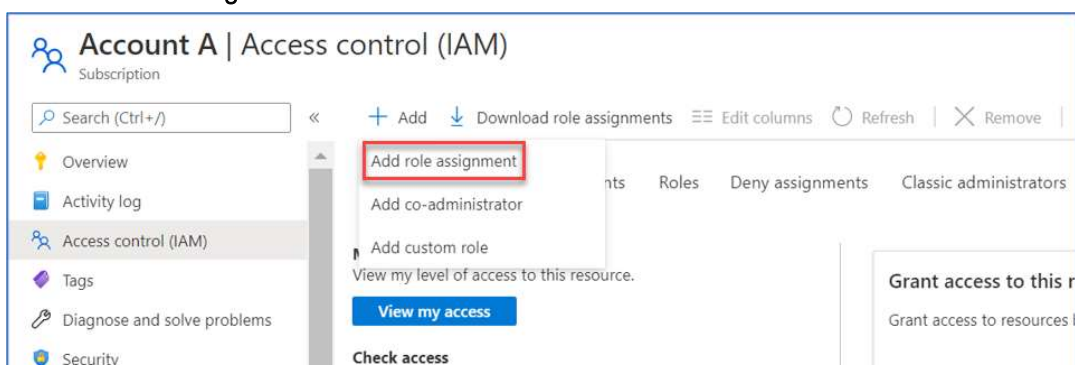 Account A | Access control (IAM)
Subscription
Search (Ctrl+/)
«
+ Add
Download role assignments
Edit columns
Refresh
Remove
Overview
Activity log
Access control (IAM)
Tags
Diagnose and solve problems
Security
Add role assignment
Add co-administrator
Add custom role
nts
Roles
Deny assignments
Classic administrators
View my level of access to this resource.
View my access
Check access
Grant access to this r
Grant access to resources